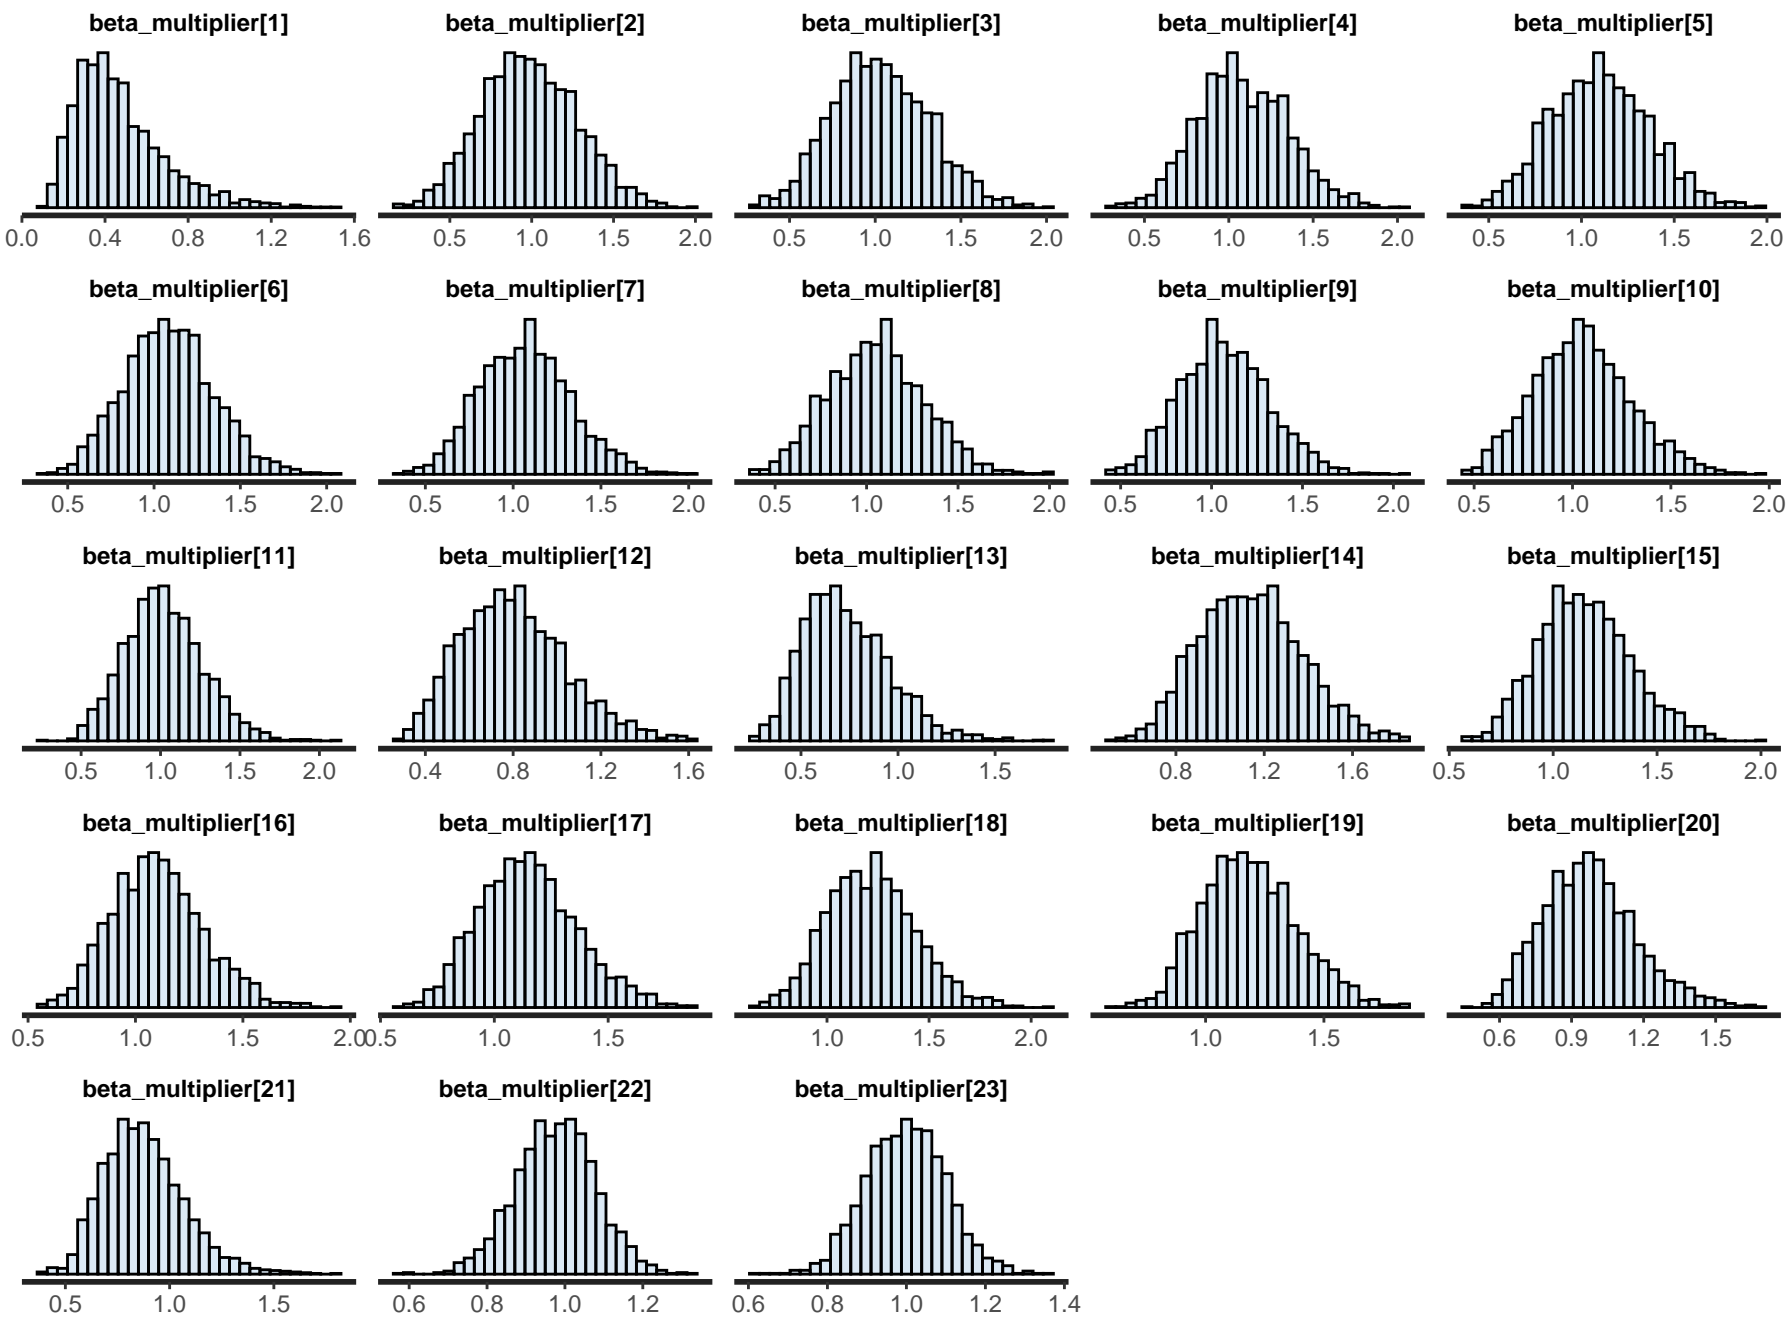 beta_multiplier[1] beta_multiplier[2] beta_multiplier[3] beta_multiplier[4] beta_multiplier[5]
0.0 0.4 0.8 1.2 1.6 0.5 1.0 1.5 2.0 0.5 1.0 1.5 2.0 0.5 1.0 1.5 2.0 0.5 1.0 1.5 2.0
beta_multiplier[6] beta_multiplier[7] beta_multiplier[8] beta_multiplier[9] beta_multiplier[10]
0.5 1.0 1.5 2.0 0.5 1.0 1.5 2.0 0.5 1.0 1.5 2.0 0.5 1.0 1.5 2.0 0.5 1.0 1.5 2.0
beta_multiplier[11] beta_multiplier[12] beta_multiplier[13] beta_multiplier[14] beta_multiplier[15]
0.5 1.0 1.5 2.0 0.4 0.8 1.2 1.6 0.5 1.0 1.5 0.8 1.2 1.6 0.5 1.0 1.5 2.0
beta_multiplier[16] beta_multiplier[17] beta_multiplier[18] beta_multiplier[19] beta_multiplier[20]
0.5 1.0 1.5 2.0 0.5 1.0 1.5 1.0 1.5 2.0 1.0 1.5 0.6 0.9 1.2 1.5
beta_multiplier[21] beta_multiplier[22] beta_multiplier[23]
0.5 1.0 1.5 0.6 0.8 1.0 1.2 0.6 0.8 1.0 1.2 1.4